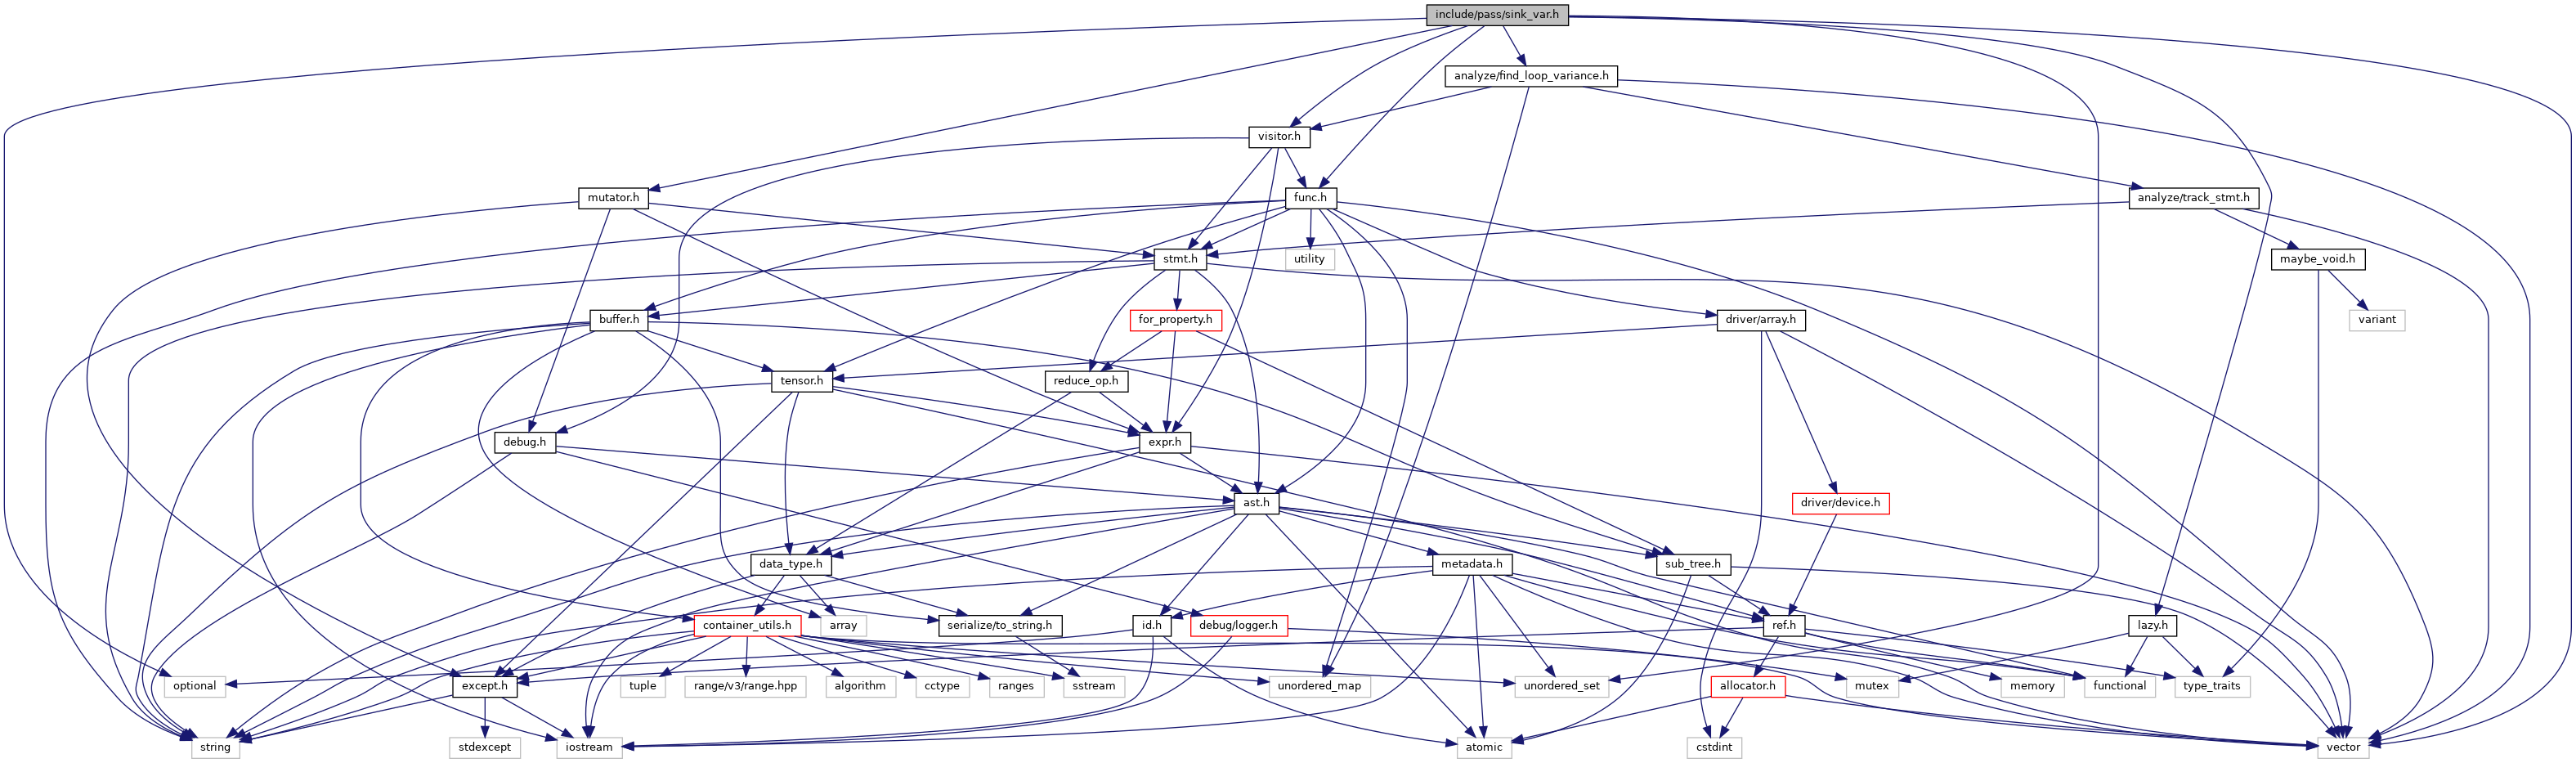 include/pass/sink_var.h
analyze/find_loop_variance.h
visitor.h
mutator.h
func.h
analyze/track_stmt.h
stmt.h
utility
maybe_void.h
buffer.h
for_property.h
driver/array.h
variant
tensor.h
reduce_op.h
debug.h
expr.h
ast.h
driver/device.h
data_type.h
metadata.h
sub_tree.h
container_utils.h
array
serialize/to_string.h
id.h
debug/logger.h
ref.h
lazy.h
optional
except.h
tuple
range/v3/range.hpp
algorithm
cctype
ranges
sstream
unordered_map
unordered_set
allocator.h
mutex
memory
functional
type_traits
string
stdexcept
iostream
atomic
cstdint
vector